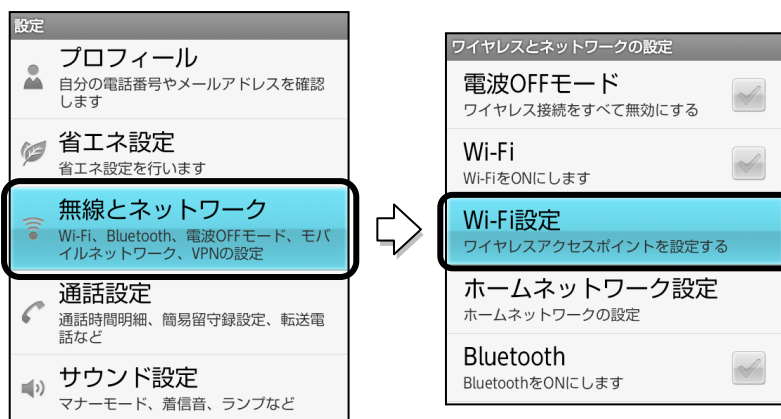 設定
プロフィール
自分の電話番号やメールアドレスを確認
します
省エネ設定
省エネ設定を行います
無線とネットワーク
Wi-Fi、Bluetooth、電波OFFモード、モバ
イルネットワーク、VPNの設定
通話設定
通話時間明細、簡易留守録設定、転送電
話など
サウンド設定
マナーモード、着信音、ランプなど
ワイヤレスとネットワークの設定
電波OFFモード
ワイヤレス接続をすべて無効にする
Wi-Fi
Wi-FiをONにします
Wi-Fi設定
ワイヤレスアクセスポイントを設定する
ホームネットワーク設定
ホームネットワークの設定
Bluetooth
BluetoothをONにします